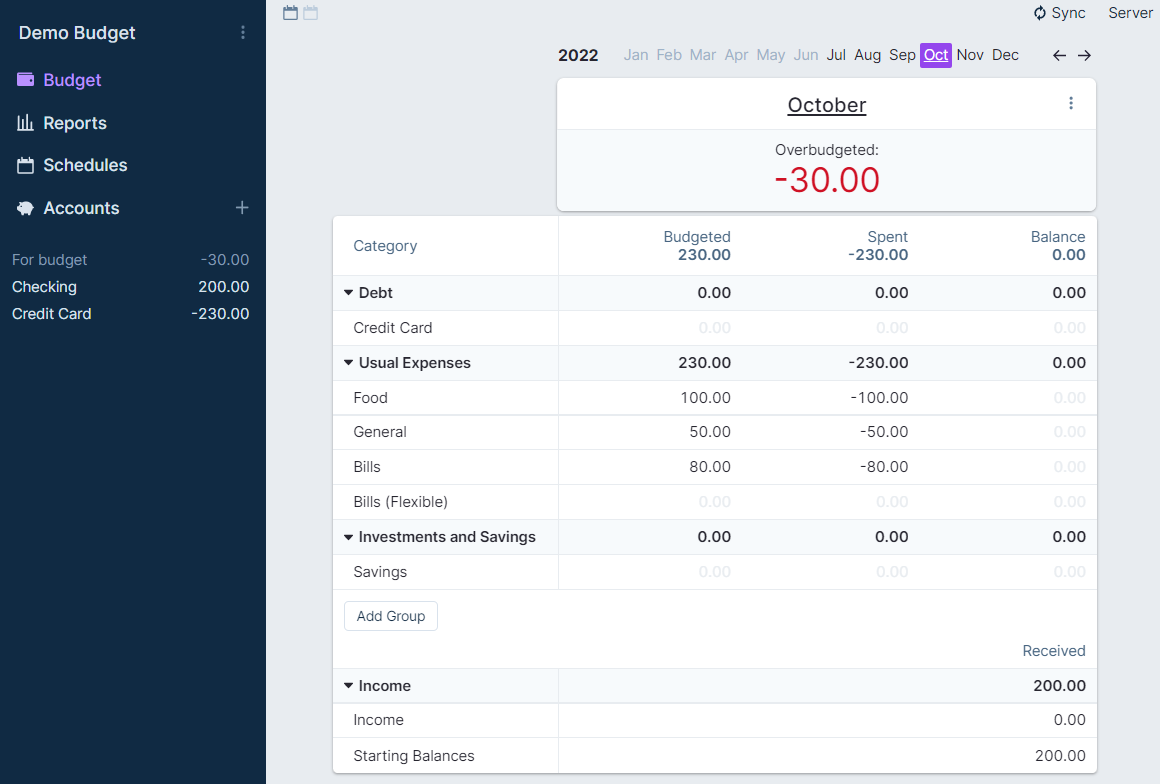 Demo Budget
Budget
Reports
Schedules
Accounts
For budget -30.00
Checking 200.00
Credit Card -230.00
Sync Server
2022 Jan Feb Mar Apr May Jun Jul Aug Sep Oct Nov Dec
October
Overbudgeted:
-30.00
Category Budgeted Spent Balance
230.00 -230.00 0.00
Debt 0.00 0.00 0.00
Credit Card 0.00 0.00 0.00
Usual Expenses 230.00 -230.00 0.00
Food 100.00 -100.00 0.00
General 50.00 -50.00 0.00
Bills 80.00 -80.00 0.00
Bills (Flexible) 0.00 0.00 0.00
Investments and Savings 0.00 0.00 0.00
Savings 0.00 0.00 0.00
Add Group
Received
Income 200.00
Income 0.00
Starting Balances 200.00